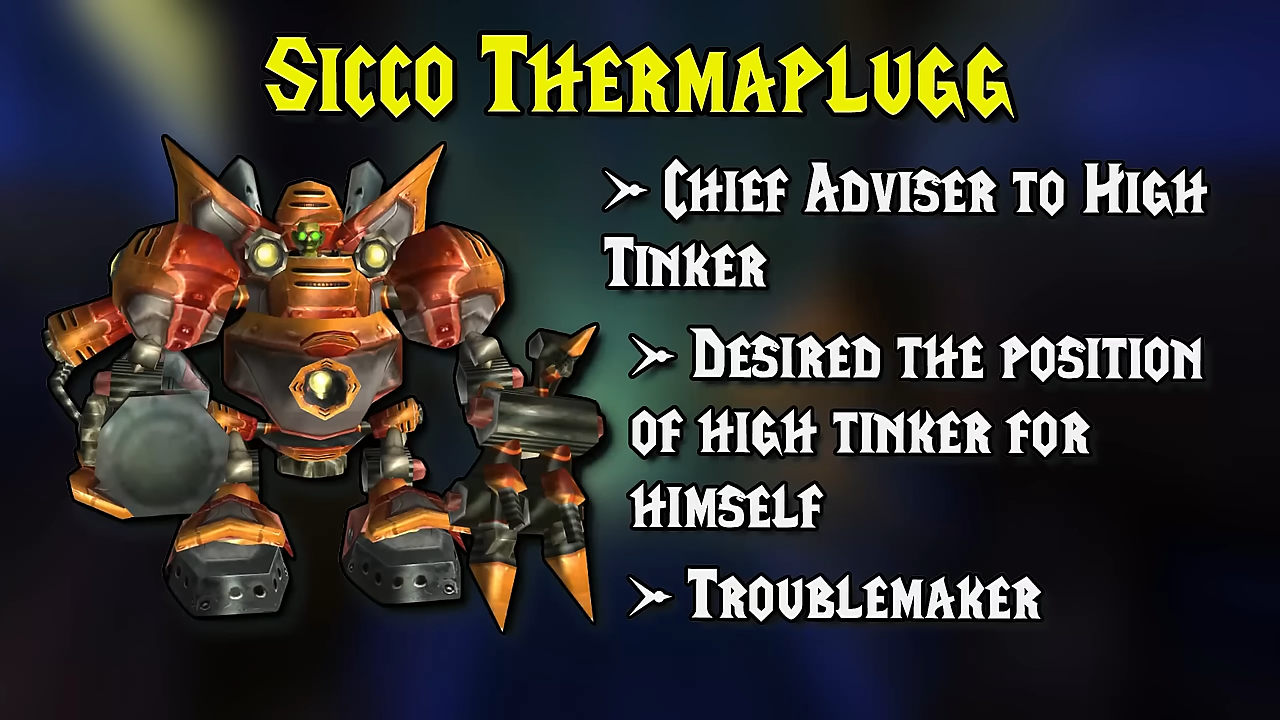 Sicco Thermaplugg
➢ Chief Adviser to High
Tinker
➢ Desired the position
of high tinker for
himself
➢ Troublemaker